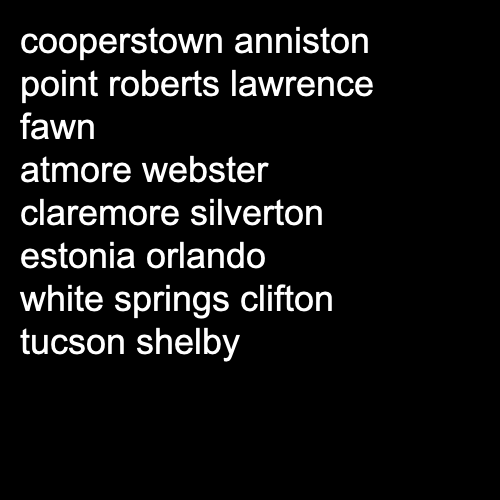 cooperstown anniston
point roberts lawrence
fawn
atmore webster
claremore silverton
estonia orlando
white springs clifton
tucson shelby